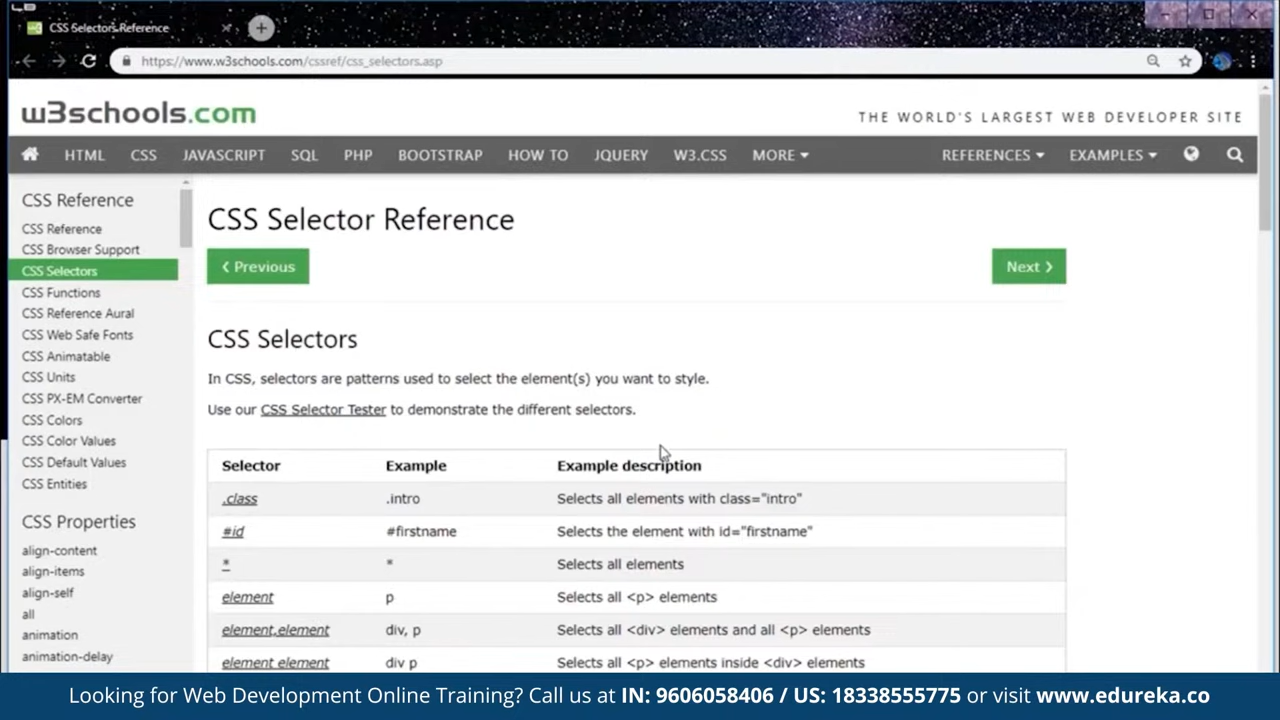 CSS Selectors Reference
https://www.w3schools.com/cssref/css_selectors.asp
w3schools.com
THE WORLD'S LARGEST WEB DEVELOPER SITE
HTML CSS JAVASCRIPT SQL PHP BOOTSTRAP HOW TO JQUERY W3.CSS MORE REFERENCES EXAMPLES
CSS Reference
CSS Reference
CSS Browser Support
CSS Selectors
CSS Functions
CSS Reference Aural
CSS Web Safe Fonts
CSS Animatable
CSS Units
CSS PX-EM Converter
CSS Colors
CSS Color Values
CSS Default Values
CSS Entities
CSS Properties
align-content
align-items
align-self
all
animation
animation-delay
CSS Selector Reference
❮ Previous
Next ❯
CSS Selectors
In CSS, selectors are patterns used to select the element(s) you want to style.
Use our CSS Selector Tester to demonstrate the different selectors.
Selector Example Example description
.class .intro Selects all elements with class="intro"
#id #firstname Selects the element with id="firstname"
* * Selects all elements
element p Selects all <p> elements
element,element div, p Selects all <div> elements and all <p> elements
element element div p Selects all <p> elements inside <div> elements
Looking for Web Development Online Training? Call us at IN: 9606058406 / US: 18338555775 or visit www.edureka.co